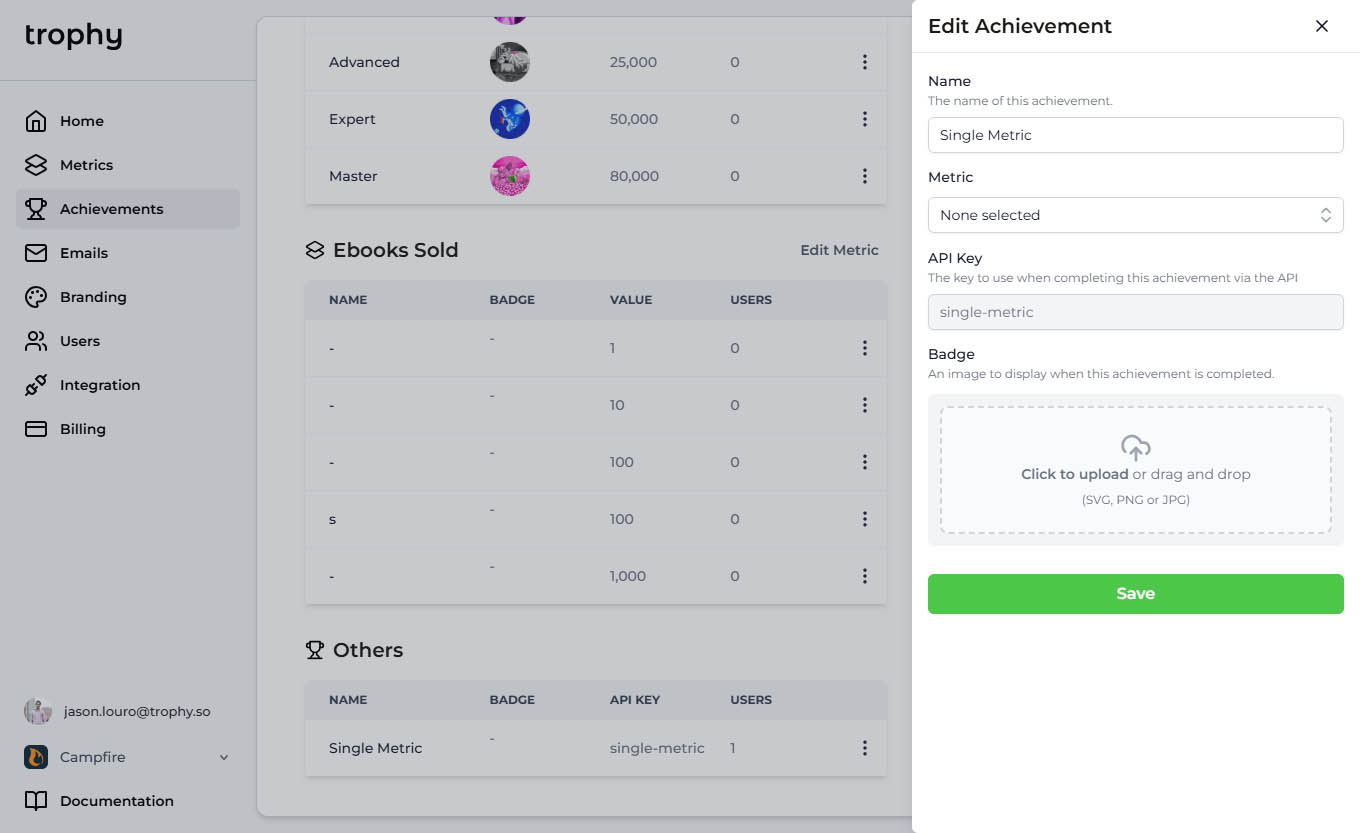 trophy
Home
Metrics
Achievements
Emails
Branding
Users
Integration
Billing
jason.louro@trophy.so
Campfire
Documentation
Advanced 25,000 0
Expert 50,000 0
Master 80,000 0
Ebooks Sold Edit Metric
NAME BADGE VALUE USERS
- - 1 0
- - 10 0
- - 100 0
s - 100 0
- - 1,000 0
Others
NAME BADGE API KEY USERS
Single Metric - single-metric 1
Edit Achievement
Name
The name of this achievement.
Single Metric
Metric
None selected
API Key
The key to use when completing this achievement via the API
single-metric
Badge
An image to display when this achievement is completed.
Click to upload or drag and drop
(SVG, PNG or JPG)
Save